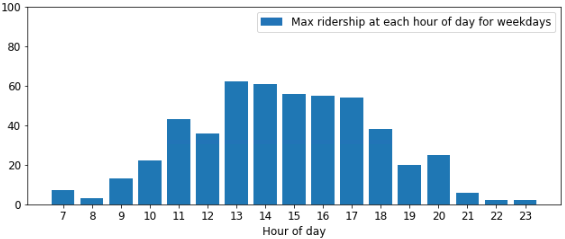 Max ridership at each hour of day for weekdays
100
80
60
40
20
0
7 8 9 10 11 12 13 14 15 16 17 18 19 20 21 22 23
Hour of day